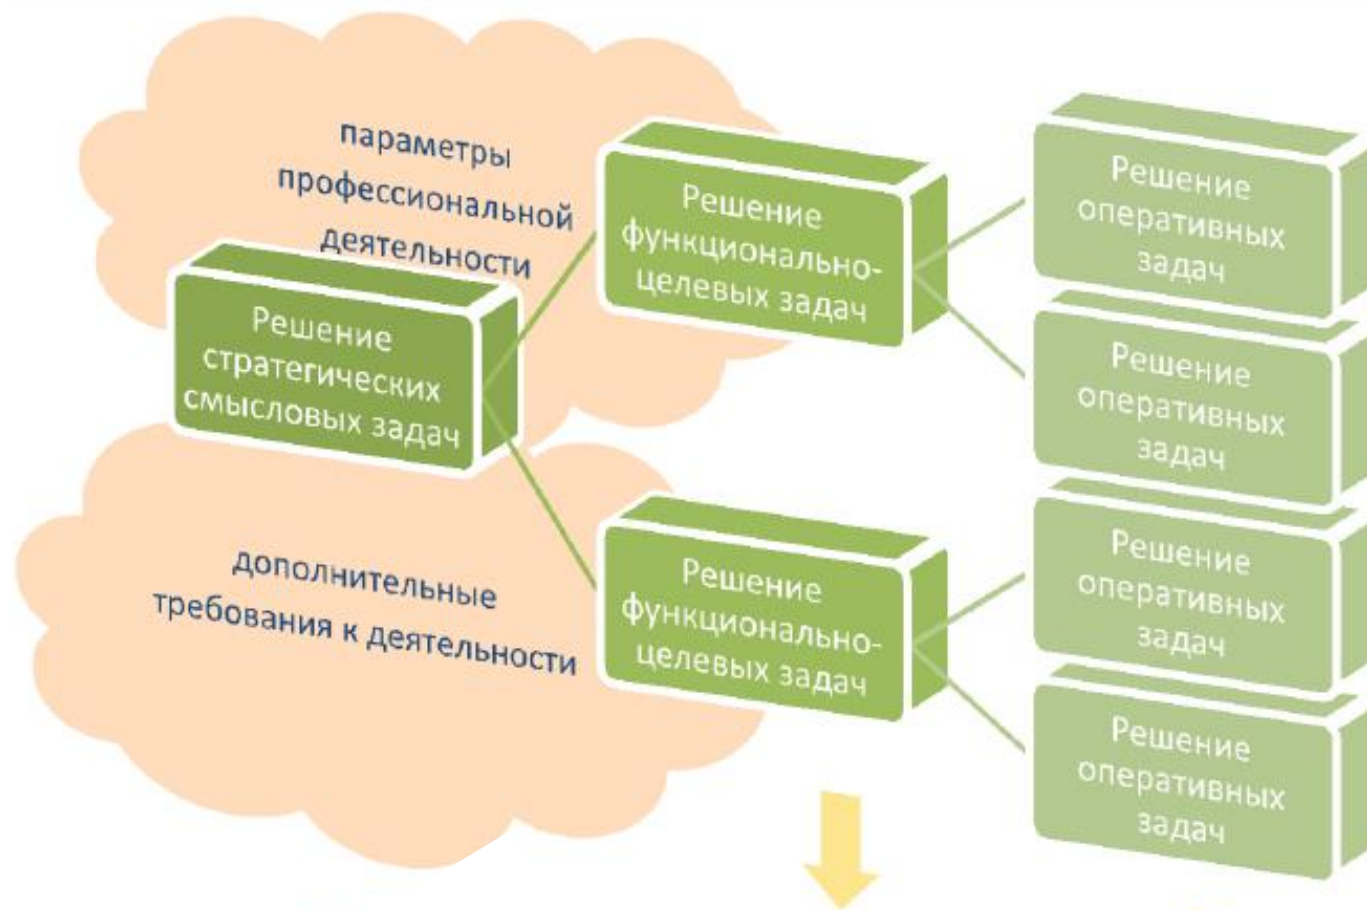 параметры
профессиональной
деятельности
Решение
стратегических
смысловых задач
дополнительные
требования к деятельности
Решение
функционально-
целевых задач
Решение
функционально-
целевых задач
Решение
оперативных
задач
Решение
оперативных
задач
Решение
оперативных
задач
Решение
оперативных
задач